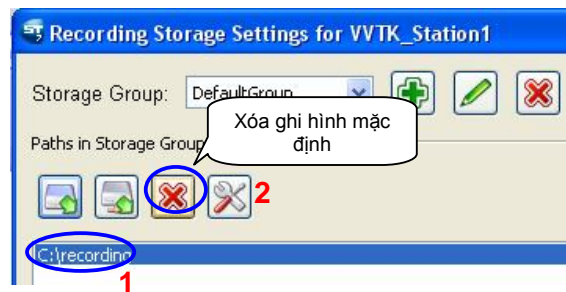 Recording Storage Settings for VVTK_Station1
Storage Group: DefaultGroup
Xóa ghi hình mặc
định
Paths in Storage Group
2
C:\recording
1